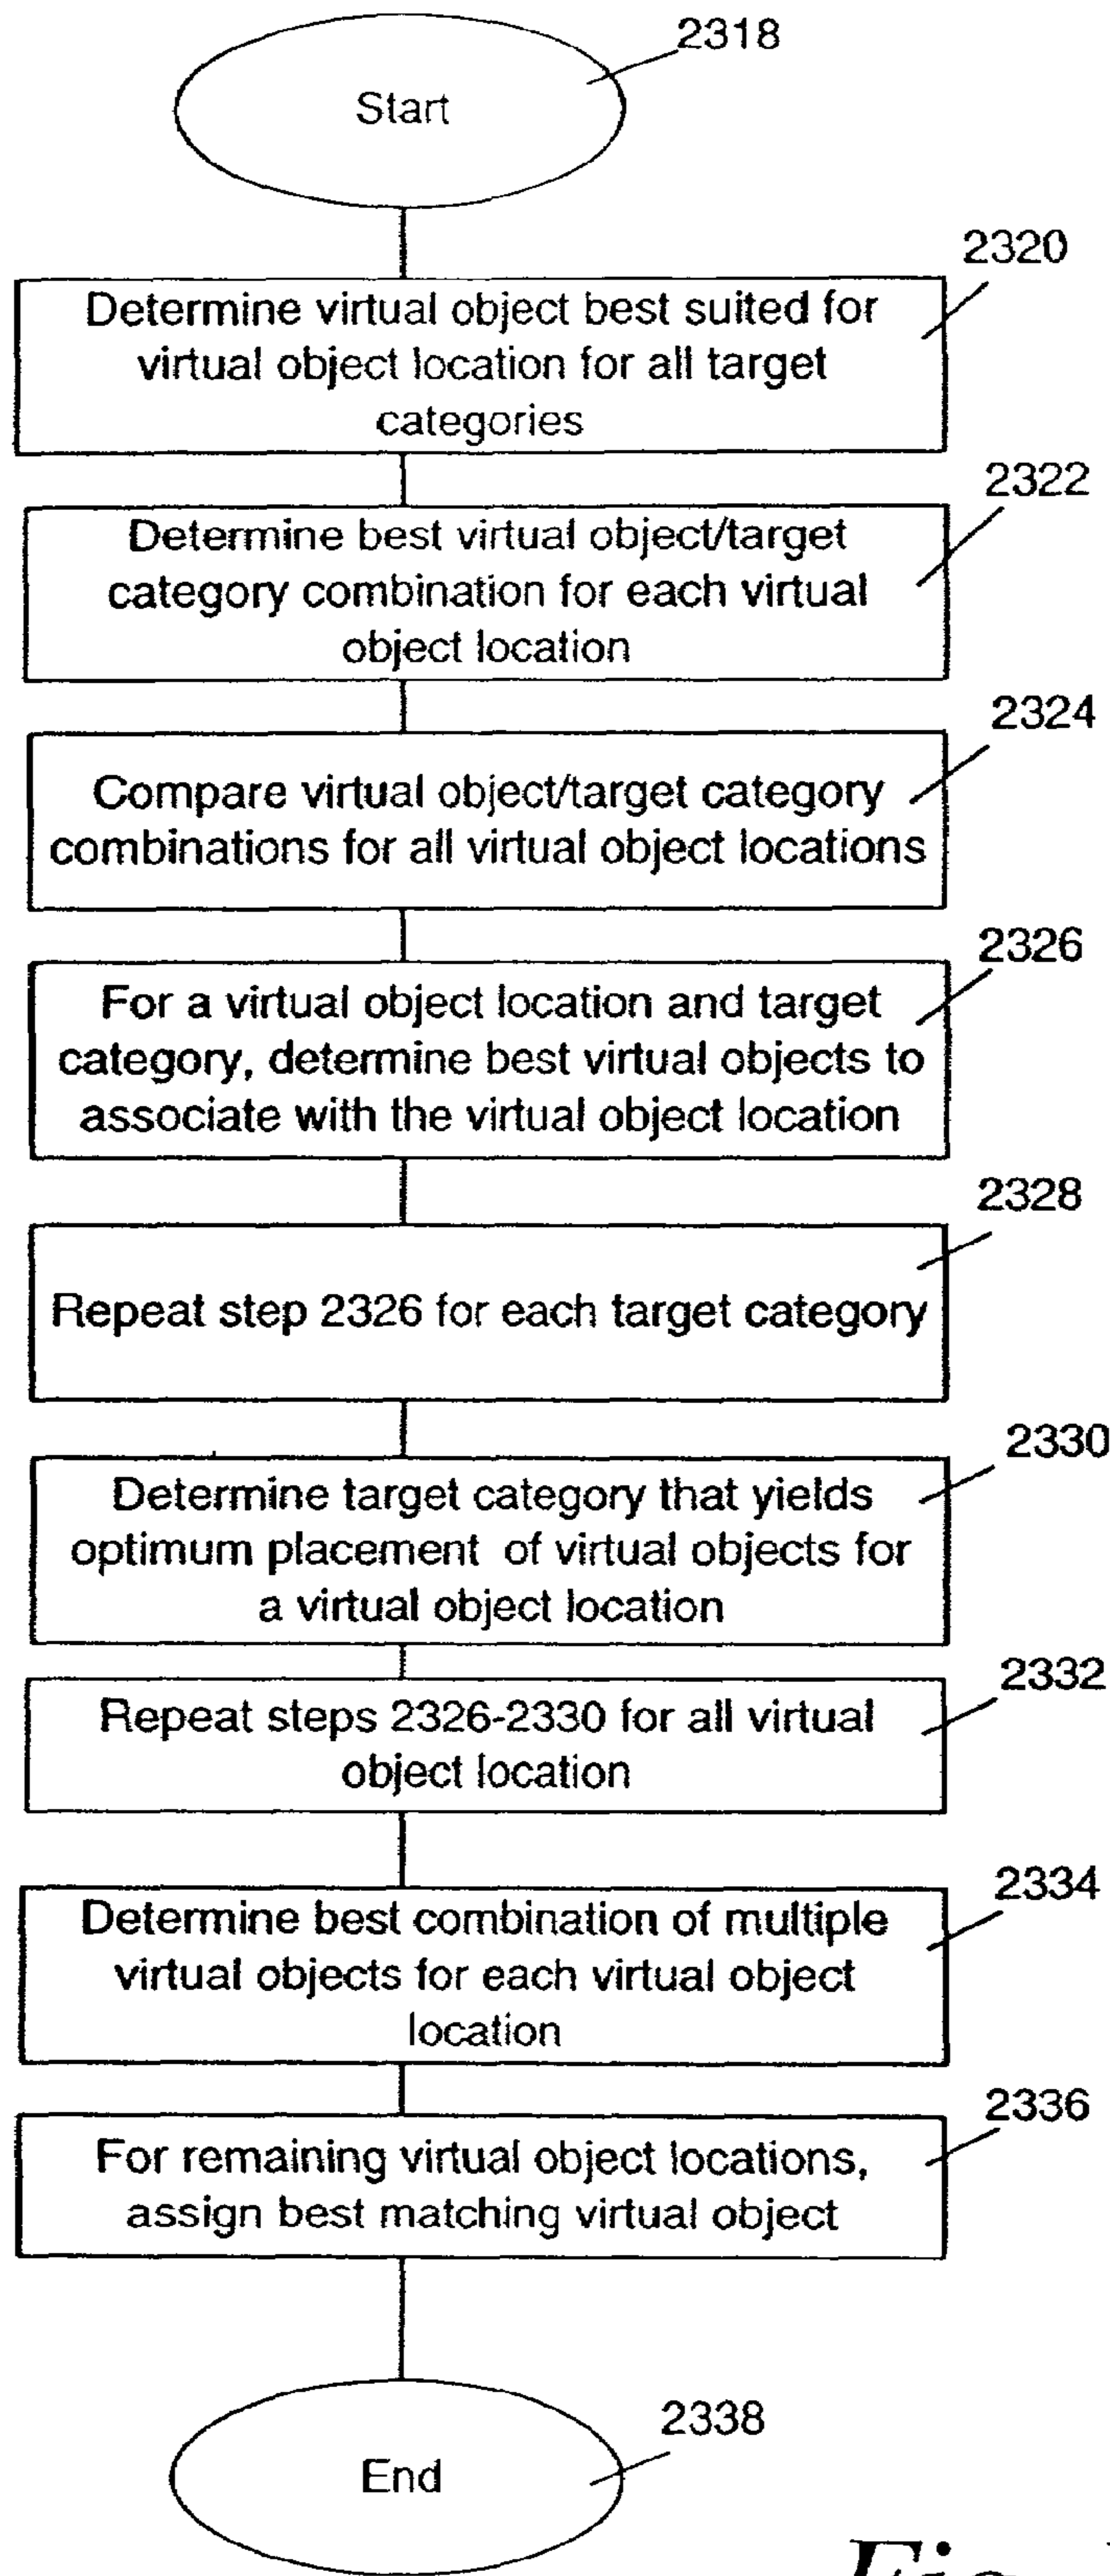 2318
Start
2320
Determine virtual object best suited for
virtual object location for all target
categories
2322
Determine best virtual object/target
category combination for each virtual
object location
2324
Compare virtual object/target category
combinations for all virtual object locations
2326
For a virtual object location and target
category, determine best virtual objects to
associate with the virtual object location
2328
Repeat step 2326 for each target category
2330
Determine target category that yields
optimum placement of virtual objects for
a virtual object location
2332
Repeat steps 2326-2330 for all virtual
object location
2334
Determine best combination of multiple
virtual objects for each virtual object
location
2336
For remaining virtual object locations,
assign best matching virtual object
2338
End